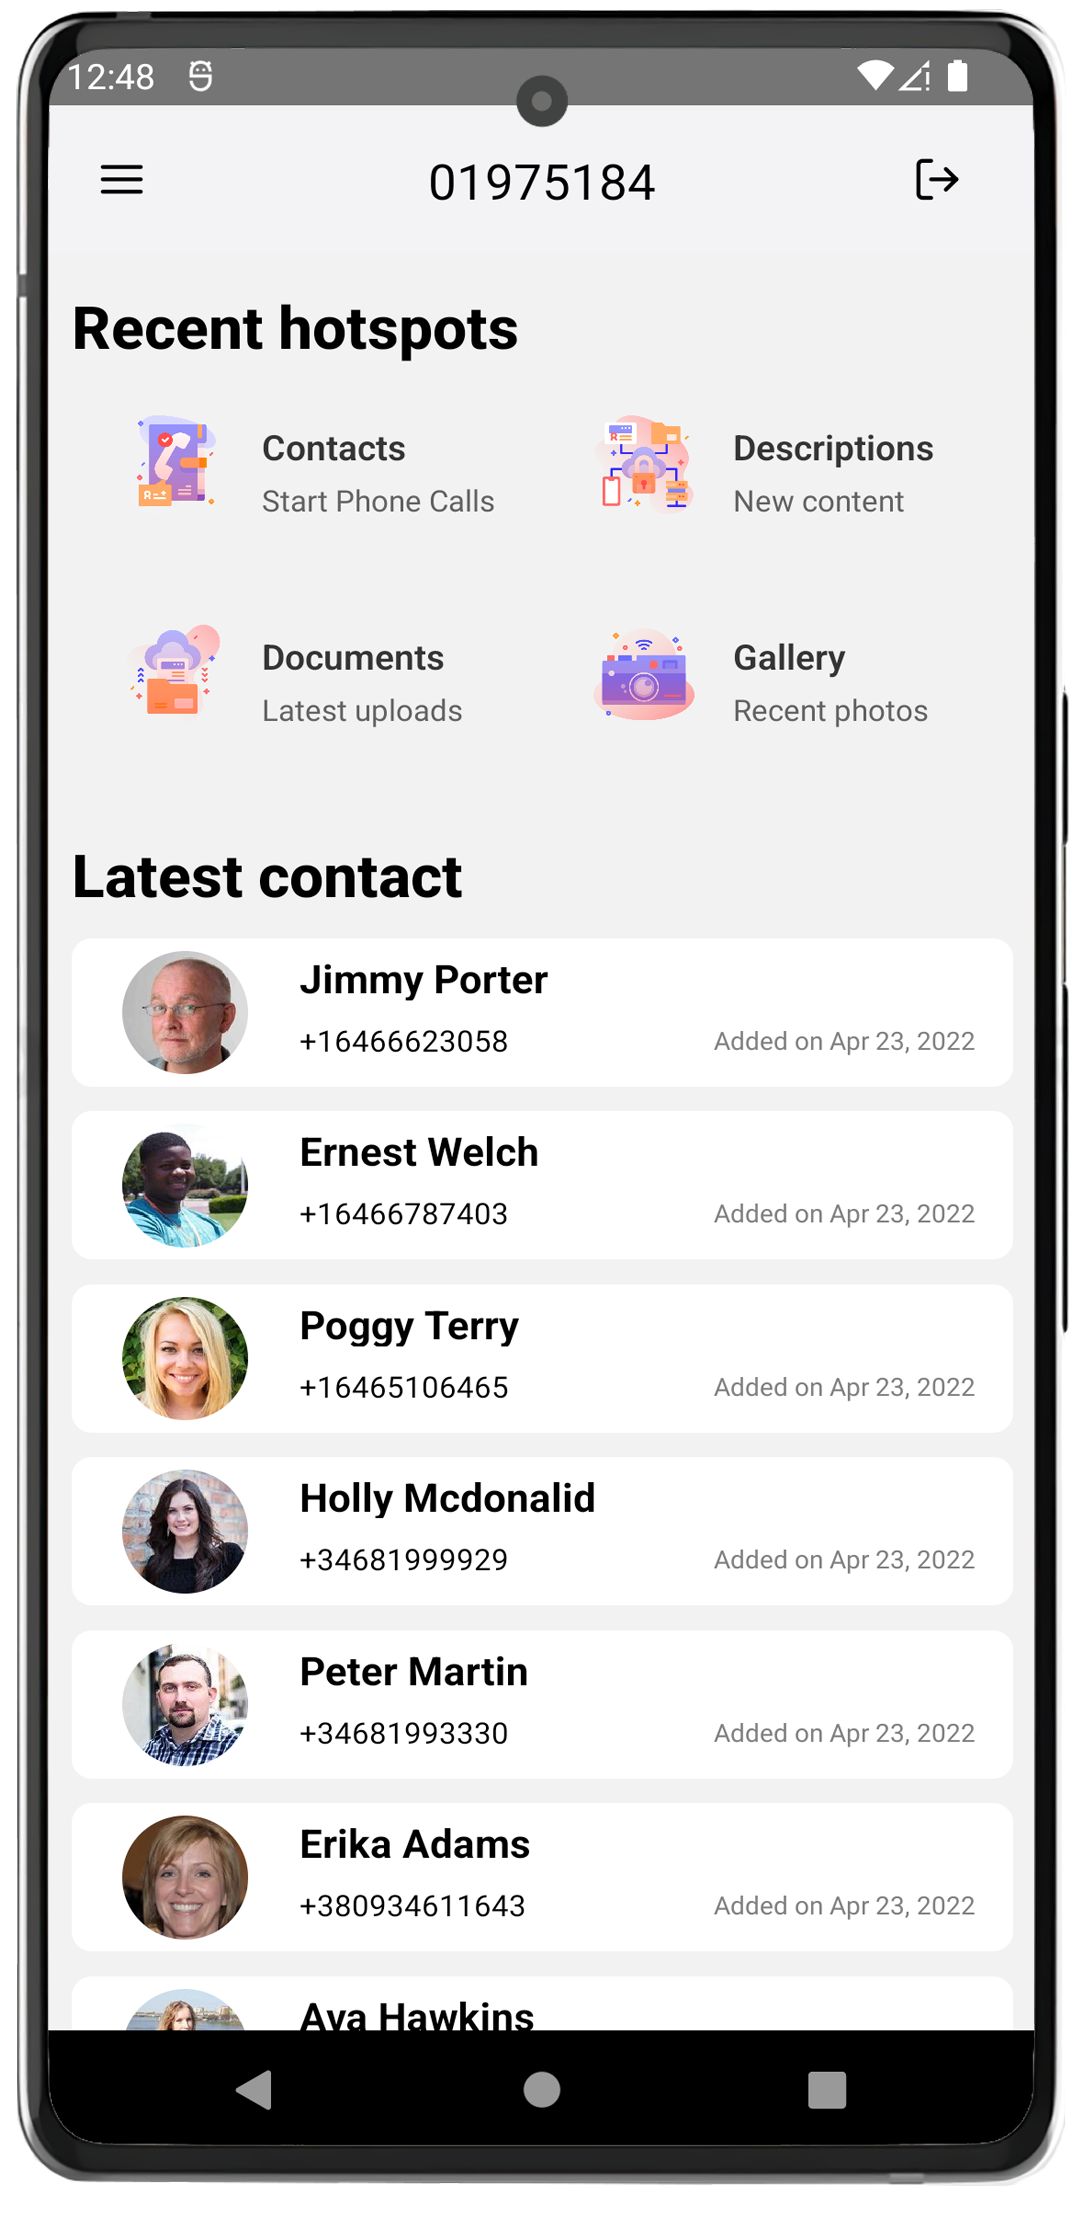 12:48
01975184
Recent hotspots
Contacts
Start Phone Calls
Descriptions
New content
Documents
Latest uploads
Gallery
Recent photos
Latest contact
Jimmy Porter
+16466623058
Added on Apr 23, 2022
Ernest Welch
+16466787403
Added on Apr 23, 2022
Poggy Terry
+16465106465
Added on Apr 23, 2022
Holly Mcdonalid
+34681999929
Added on Apr 23, 2022
Peter Martin
+34681993330
Added on Apr 23, 2022
Erika Adams
+380934611643
Added on Apr 23, 2022
Ava Hawkins